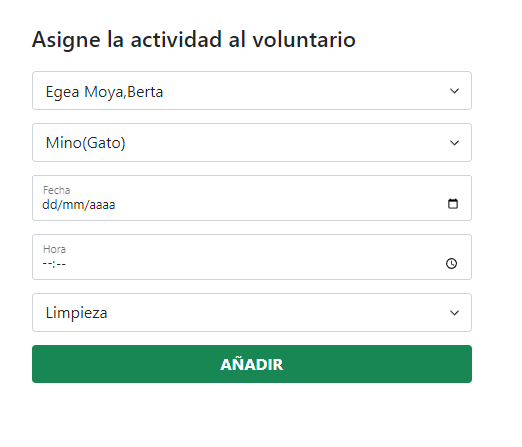 Asigne la actividad al voluntario
Egea Moya,Berta
Mino(Gato)
Fecha
dd/mm/aaaa
Hora
--:--
Limpieza
AÑADIR